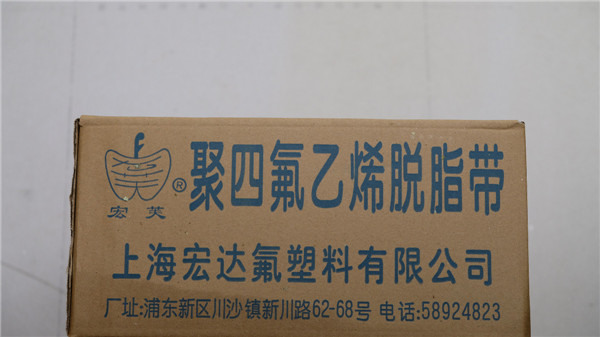 聚四氟乙烯脱脂带
®
宏芙
上海宏达氟塑料有限公司
厂址:浦东新区川沙镇新川路62-68号 电话:58924823